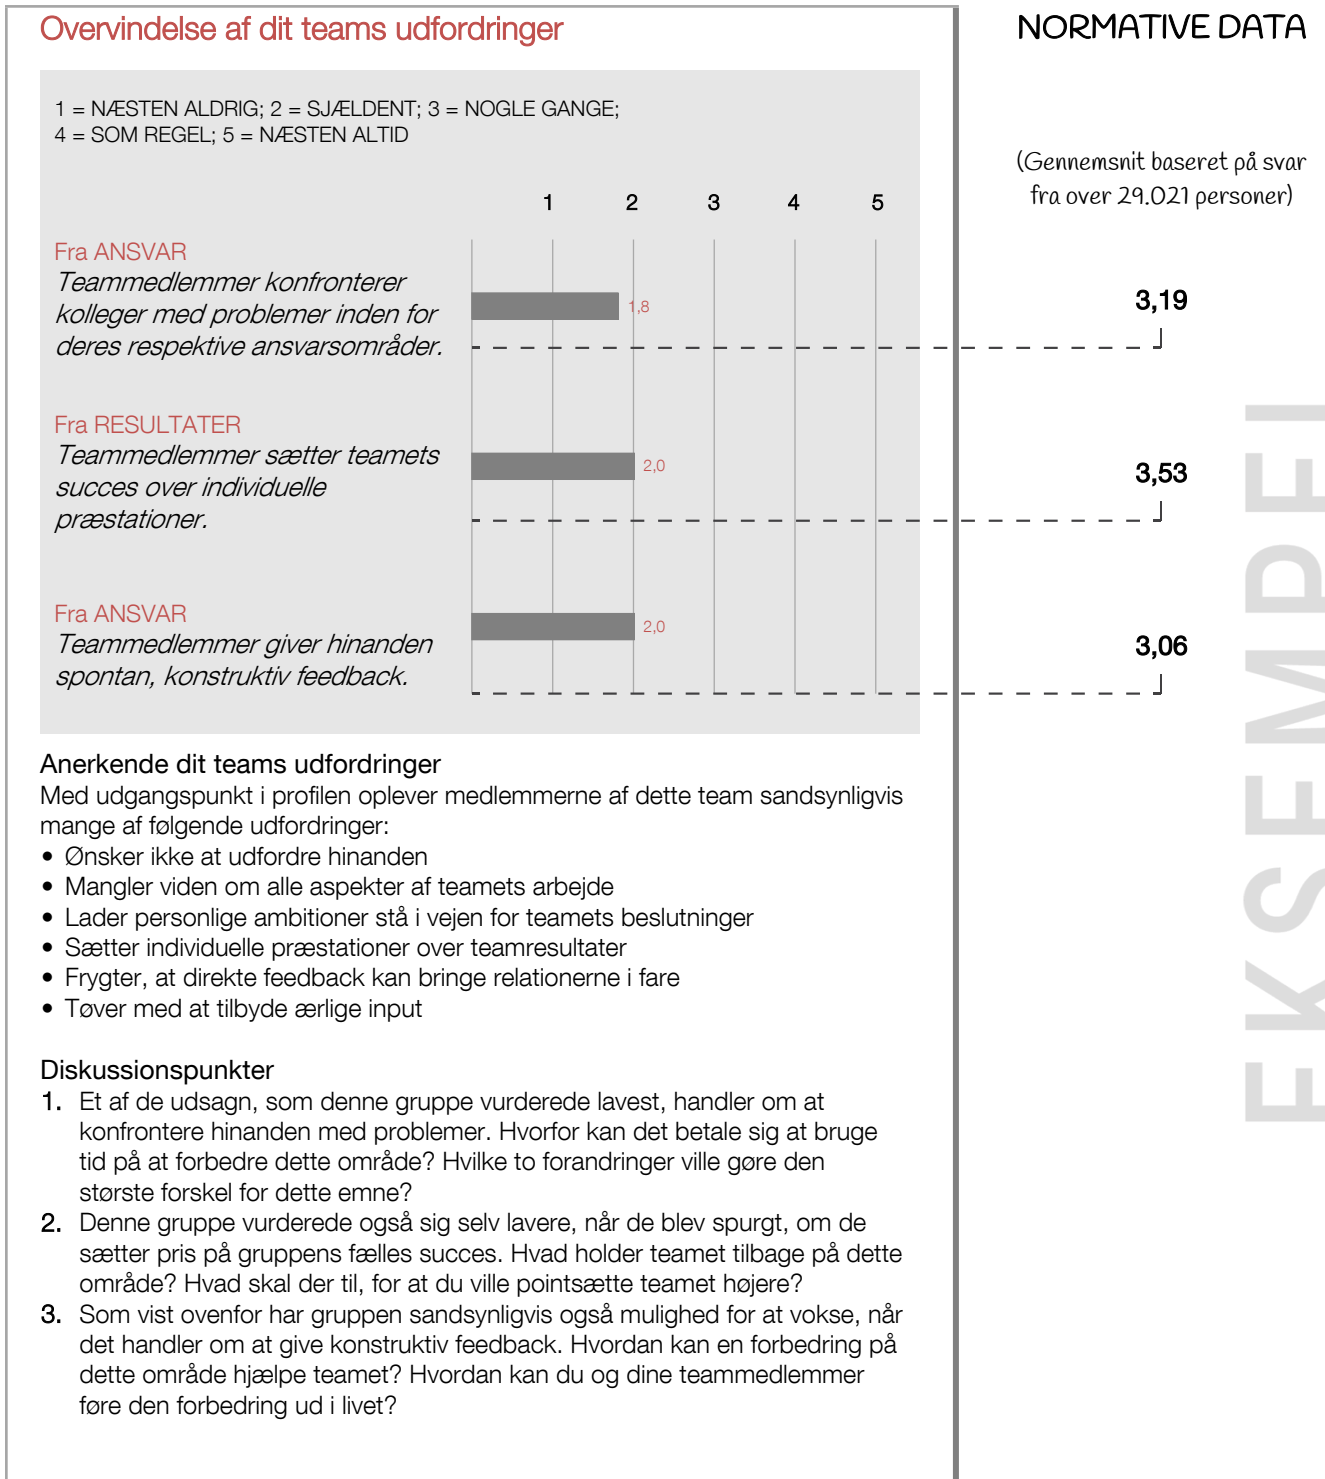 Overvindelse af dit teams udfordringer
NORMATIVE DATA
1 = NÆSTEN ALDRIG; 2 = SJÆLDENT; 3 = NOGLE GANGE;
4 = SOM REGEL; 5 = NÆSTEN ALTID
(Gennemsnit baseret på svar
fra over 29.021 personer)
1 2 3 4 5
Fra ANSVAR
Teammedlemmer konfronterer
kolleger med problemer inden for
deres respektive ansvarsområder.
1,8
3,19
Fra RESULTATER
Teammedlemmer sætter teamets
succes over individuelle
præstationer.
2,0
3,53
Fra ANSVAR
Teammedlemmer giver hinanden
spontan, konstruktiv feedback.
2,0
3,06
EKSEMPEL
Anerkende dit teams udfordringer
Med udgangspunkt i profilen oplever medlemmerne af dette team sandsynligvis
mange af følgende udfordringer:
• Ønsker ikke at udfordre hinanden
• Mangler viden om alle aspekter af teamets arbejde
• Lader personlige ambitioner stå i vejen for teamets beslutninger
• Sætter individuelle præstationer over teamresultater
• Frygter, at direkte feedback kan bringe relationerne i fare
• Tøver med at tilbyde ærlige input
Diskussionspunkter
1. Et af de udsagn, som denne gruppe vurderede lavest, handler om at
konfrontere hinanden med problemer. Hvorfor kan det betale sig at bruge
tid på at forbedre dette område? Hvilke to forandringer ville gøre den
største forskel for dette emne?
2. Denne gruppe vurderede også sig selv lavere, når de blev spurgt, om de
sætter pris på gruppens fælles succes. Hvad holder teamet tilbage på dette
område? Hvad skal der til, for at du ville pointsætte teamet højere?
3. Som vist ovenfor har gruppen sandsynligvis også mulighed for at vokse, når
det handler om at give konstruktiv feedback. Hvordan kan en forbedring på
dette område hjælpe teamet? Hvordan kan du og dine teammedlemmer
føre den forbedring ud i livet?